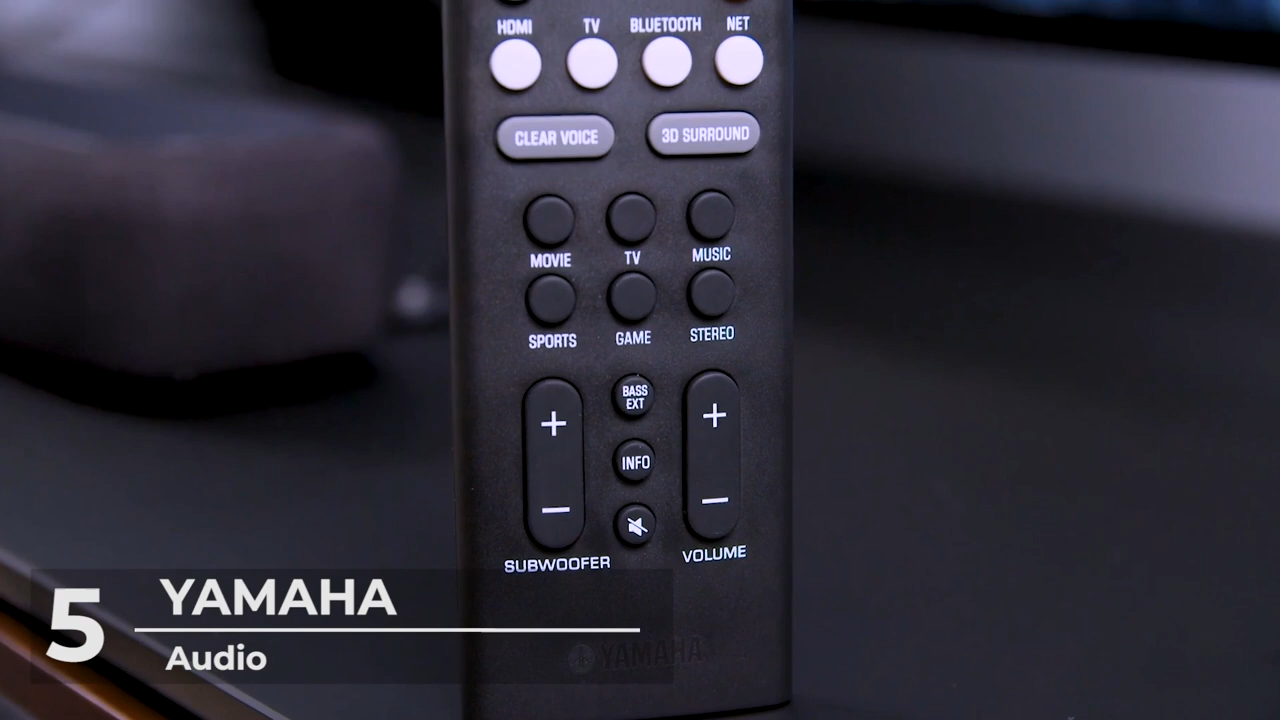 HDMI TV BLUETOOTH NET
CLEAR VOICE 3D SURROUND
MOVIE TV MUSIC
SPORTS GAME STEREO
BASS
EXT
+ +
INFO
− −
SUBWOOFER VOLUME
5 YAMAHA
Audio
YAMAHA